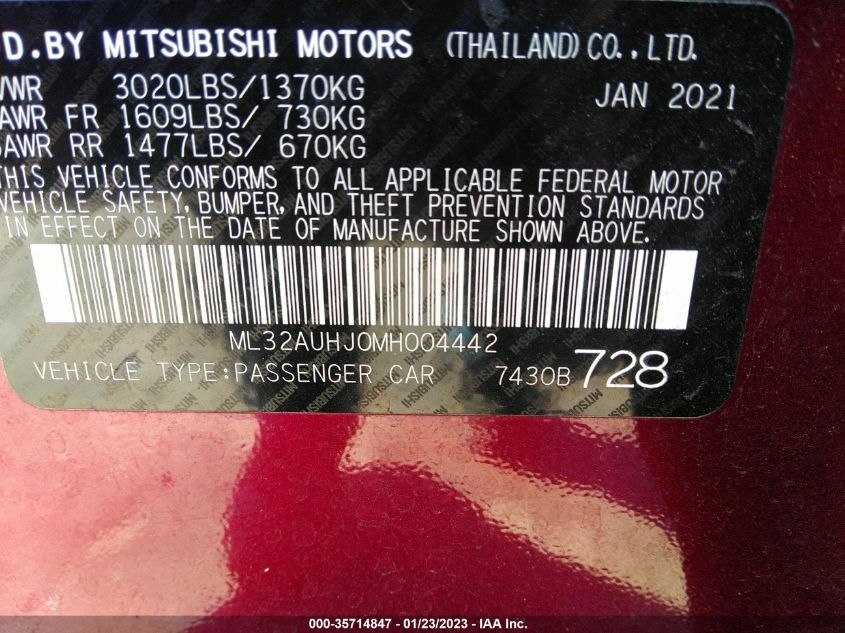 D. BY MITSUBISHI MOTORS (THAILAND) CO., LTD.
VWR 3020LBS/1370KG JAN 2021
AWR FR 1609LBS/ 730KG
AWR RR 1477LBS/ 670KG
THIS VEHICLE CONFORMS TO ALL APPLICABLE FEDERAL MOTOR
VEHICLE SAFETY, BUMPER, AND THEFT PREVENTION STANDARDS
IN EFFECT ON THE DATE OF MANUFACTURE SHOWN ABOVE.
ML32AUHJ0MH004442
VEHICLE TYPE:PASSENGER CAR 7430B 728
000-35714847 - 01/23/2023 - IAA Inc.